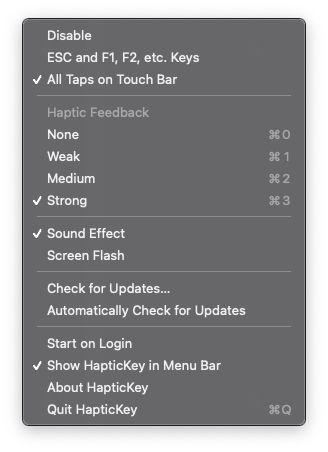 Disable
ESC and F1, F2, etc. Keys
✓ All Taps on Touch Bar
Haptic Feedback
None ⌘0
Weak ⌘1
Medium ⌘2
✓ Strong ⌘3
✓ Sound Effect
Screen Flash
Check for Updates...
Automatically Check for Updates
Start on Login
✓ Show HapticKey in Menu Bar
About HapticKey
Quit HapticKey ⌘Q